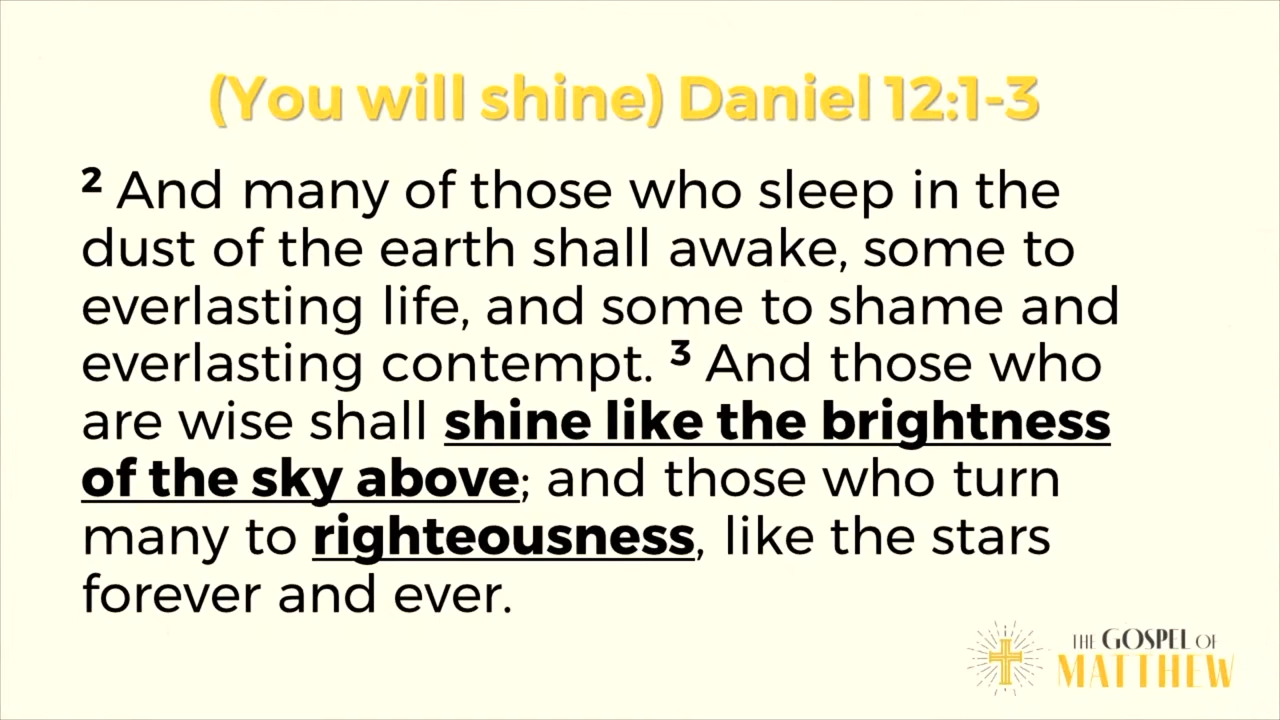 (You will shine) Daniel 12:1-3
² And many of those who sleep in the
dust of the earth shall awake, some to
everlasting life, and some to shame and
everlasting contempt. ³ And those who
are wise shall shine like the brightness
of the sky above; and those who turn
many to righteousness, like the stars
forever and ever.
THE GOSPEL OF
MATTHEW